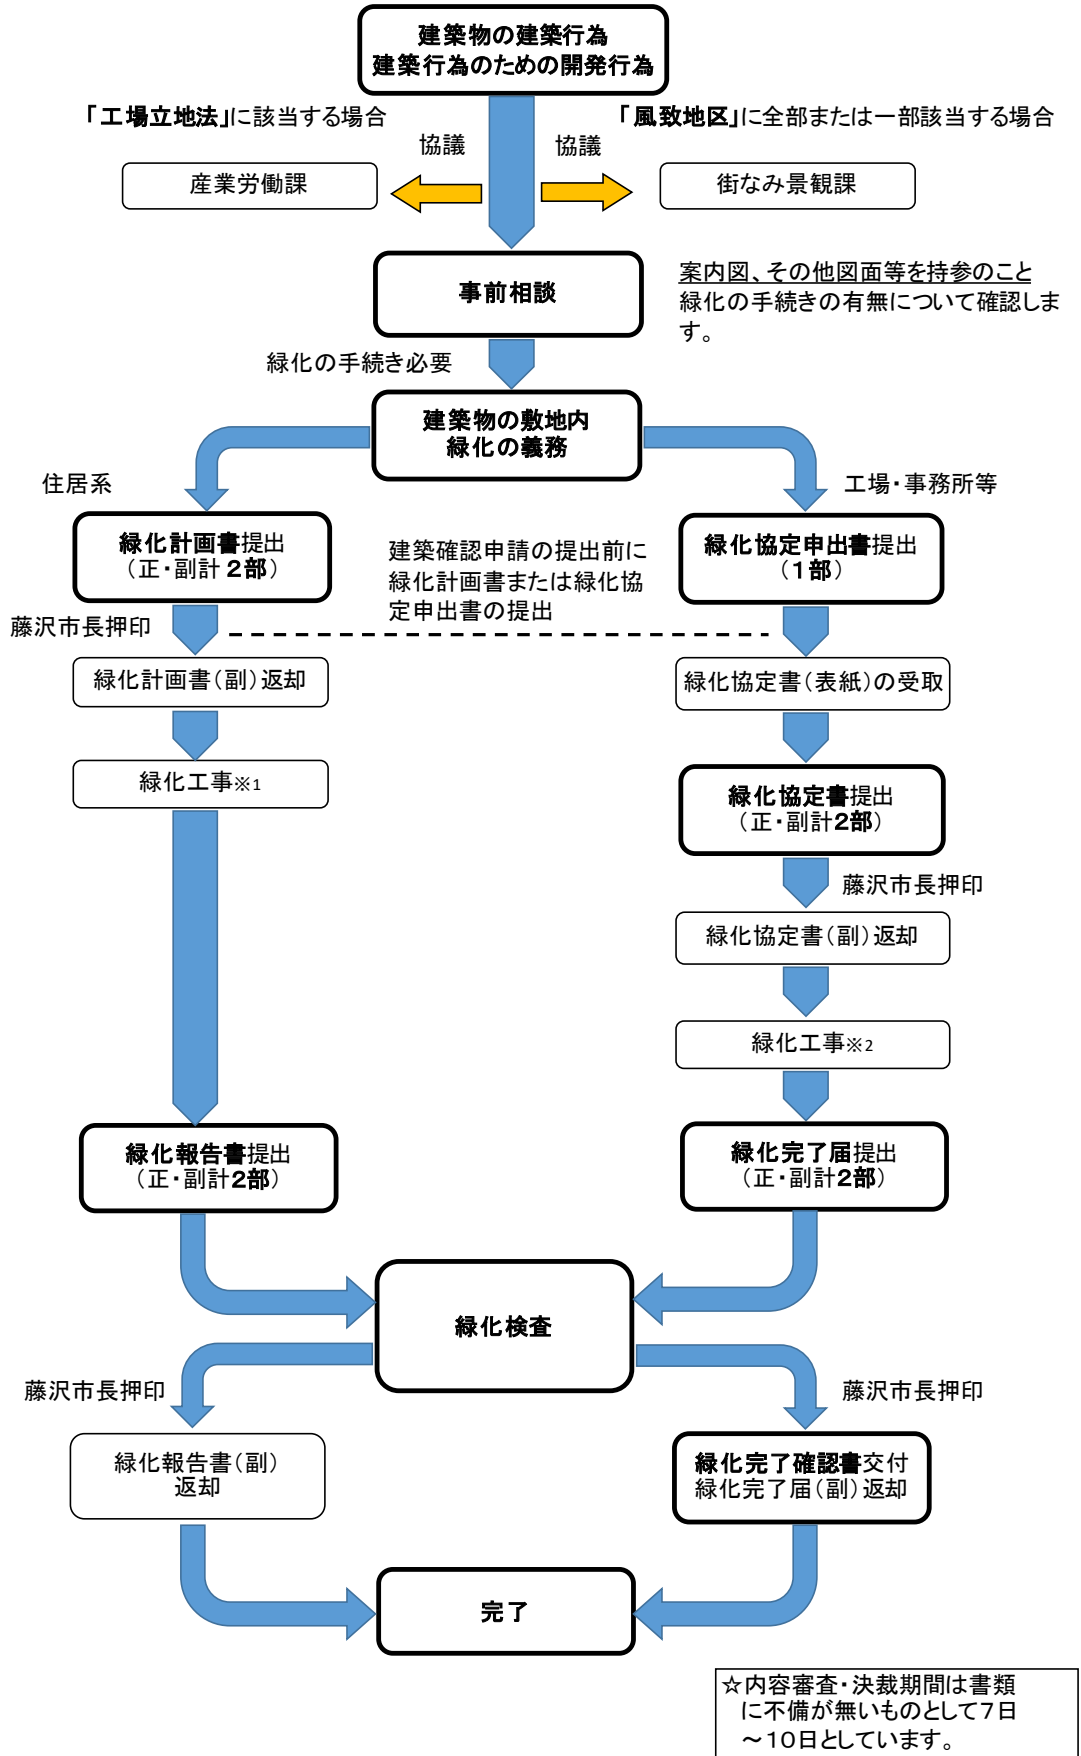 建築物の建築行為
建築行為のための開発行為
「工場立地法」に該当する場合
「風致地区」に全部または一部該当する場合
協議
協議
産業労働課
街なみ景観課
事前相談
案内図、その他図面等を持参のこと
緑化の手続きの有無について確認しま
す。
緑化の手続き必要
建築物の敷地内
緑化の義務
住居系
工場・事務所等
緑化計画書提出
（正・副計２部）
建築確認申請の提出前に
緑化計画書または緑化協
定申出書の提出
緑化協定申出書提出
（１部）
藤沢市長押印
緑化計画書（副）返却
緑化協定書（表紙）の受取
緑化工事※1
緑化協定書提出
（正・副計２部）
藤沢市長押印
緑化協定書（副）返却
緑化工事※2
緑化報告書提出
（正・副計２部）
緑化完了届提出
（正・副計２部）
緑化検査
藤沢市長押印
藤沢市長押印
緑化報告書（副）
返却
緑化完了確認書交付
緑化完了届（副）返却
完了
☆内容審査・決裁期間は書類
に不備が無いものとして７日
～１０日としています。